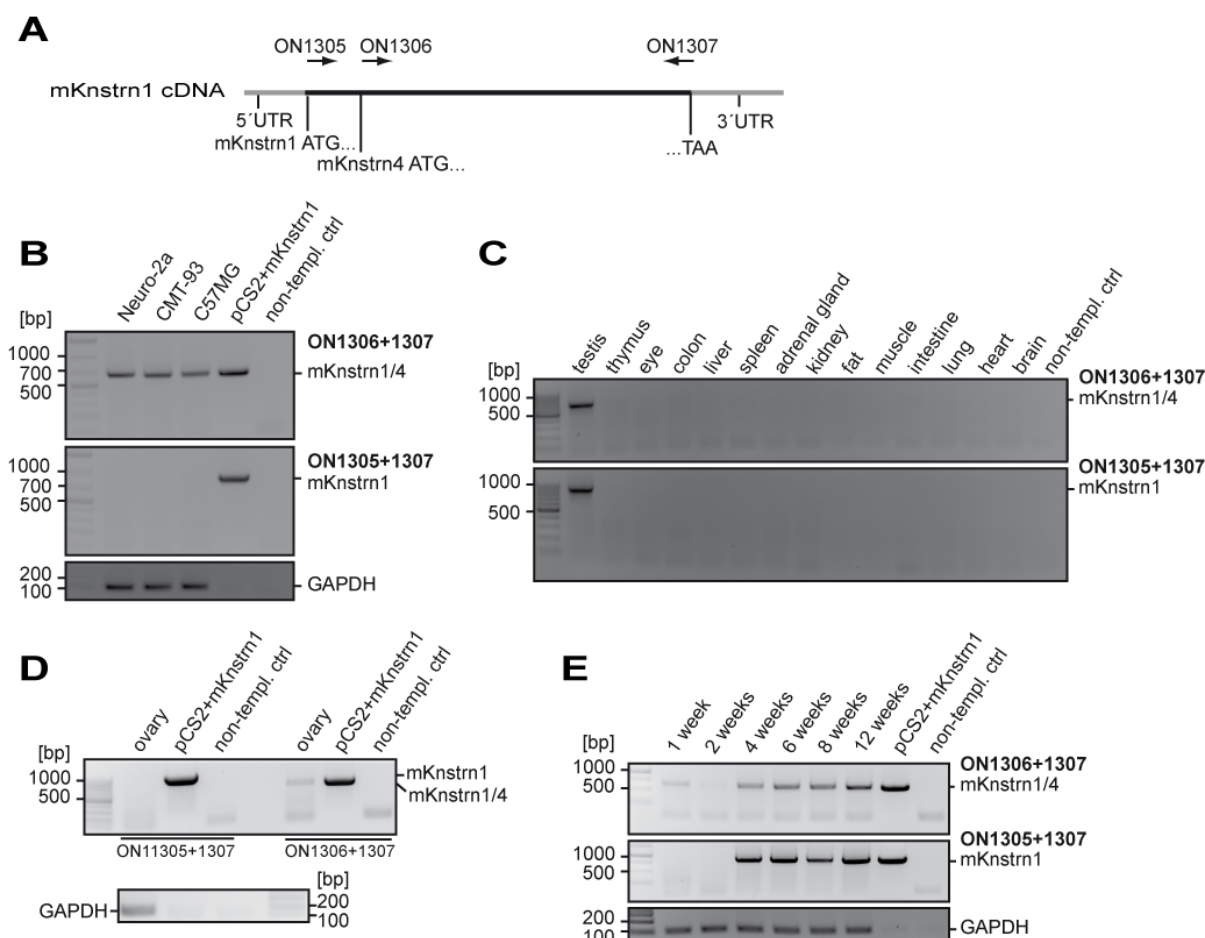 A
ON1305 ON1306 ON1307
mKnstrn1 cDNA
5´UTR 3´UTR
mKnstrn1 ATG... ...TAA
mKnstrn4 ATG...
B
Neuro-2a
CMT-93
C57MG
pCS2+mKnstrn1
non-templ. ctrl
[bp]
ON1306+1307
1000
700 mKnstrn1/4
500
ON1305+1307
1000
700 mKnstrn1
500
200
100 GAPDH
C
testis
thymus
eye
colon
liver
spleen
adrenal gland
kidney
fat
muscle
intestine
lung
heart
brain
non-templ. ctrl
[bp]
ON1306+1307
1000 mKnstrn1/4
500
ON1305+1307
1000 mKnstrn1
500
D
ovary
pCS2+mKnstrn1
non-templ. ctrl
ovary
pCS2+mKnstrn1
non-templ. ctrl
[bp]
1000 mKnstrn1
500 mKnstrn1/4
ON11305+1307 ON1306+1307
[bp]
GAPDH 200
100
E
1 week
2 weeks
4 weeks
6 weeks
8 weeks
12 weeks
pCS2+mKnstrn1
non-templ. ctrl
[bp]
ON1306+1307
1000
500 mKnstrn1/4
ON1305+1307
1000 mKnstrn1
500
200
100 GAPDH